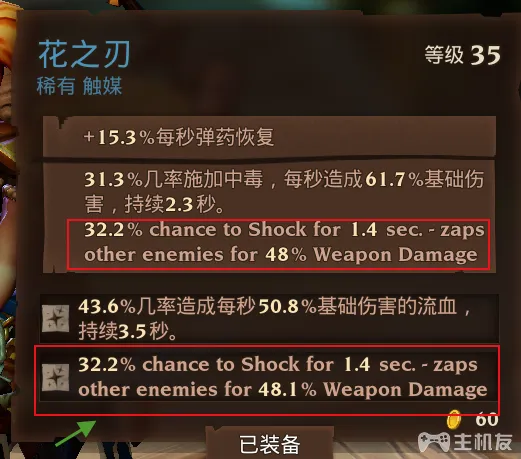 花之刃
等级 35
稀有 触媒
+15.3%每秒弹药恢复
31.3%几率施加中毒，每秒造成61.7%基础伤
害，持续2.3秒。
32.2% chance to Shock for 1.4 sec. - zaps
other enemies for 48% Weapon Damage
43.6%几率造成每秒50.8%基础伤害的流血，
持续3.5秒。
32.2% chance to Shock for 1.4 sec. - zaps
other enemies for 48.1% Weapon Damage
60
已装备
主机友